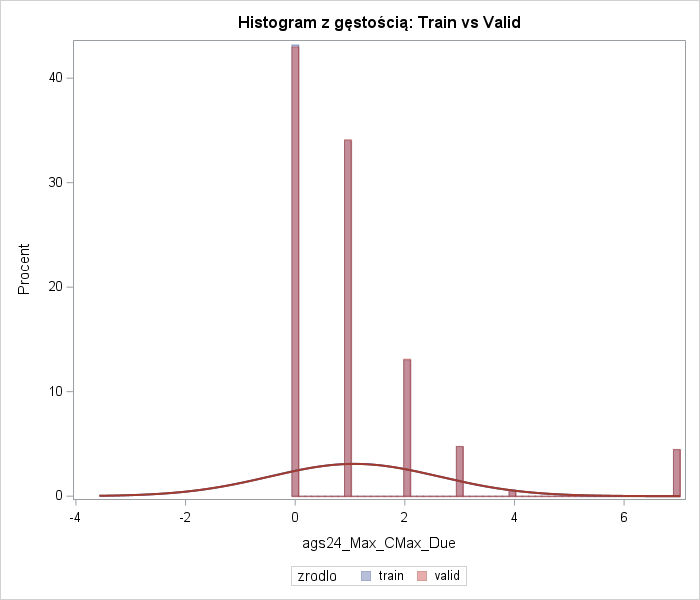 Histogram z gęstością: Train vs Valid
Procent
40
30
20
10
0
-4 -2 0 2 4 6
ags24_Max_CMax_Due
zrodlo train valid